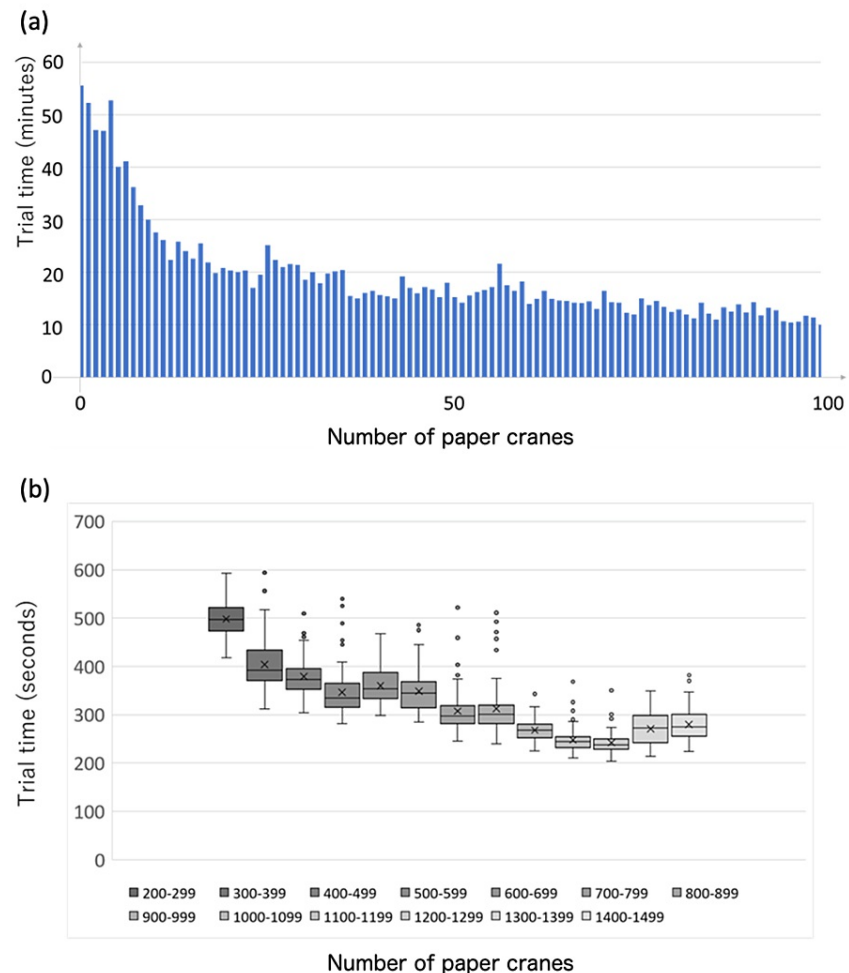 (a)
Trial time (minutes)
60
50
40
30
20
10
0
0 50 100
Number of paper cranes
(b)
Trial time (seconds)
700
600
500
400
300
200
100
0
200-299 300-399 400-499 500-599 600-699 700-799 800-899
900-999 1000-1099 1100-1199 1200-1299 1300-1399 1400-1499
Number of paper cranes